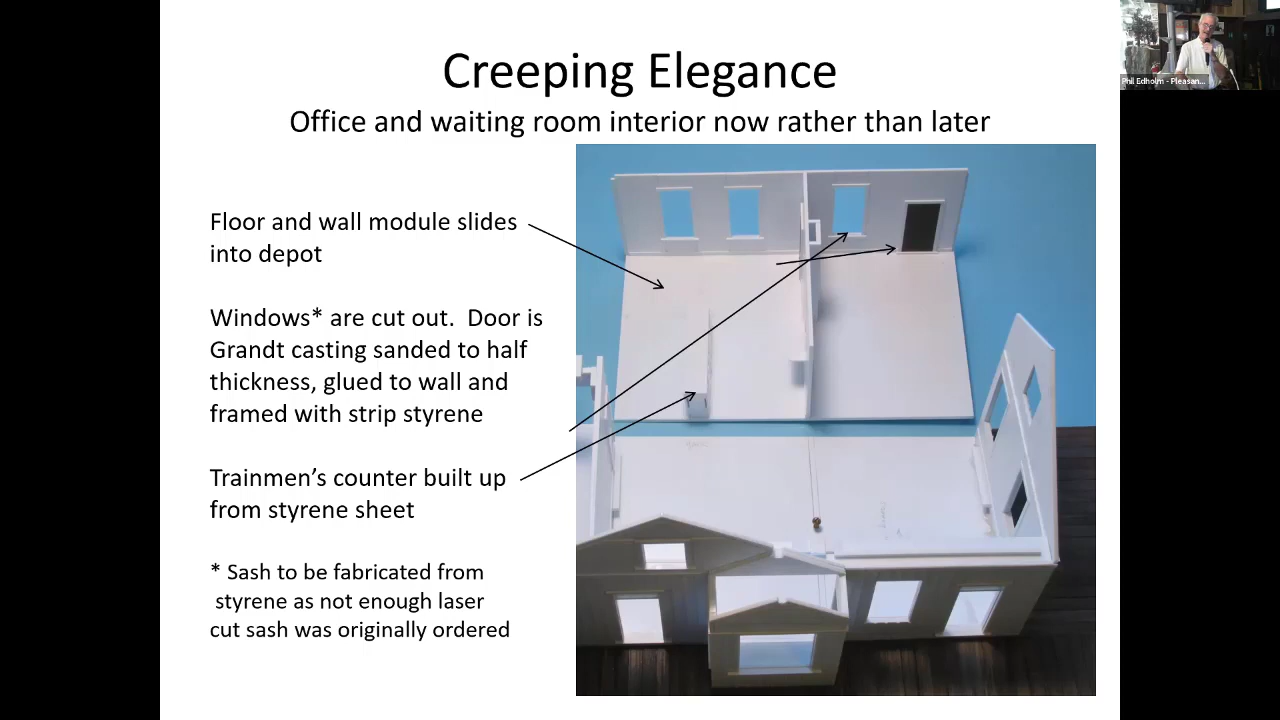 Creeping Elegance
Office and waiting room interior now rather than later
Floor and wall module slides
into depot
Windows* are cut out.  Door is
Grandt casting sanded to half
thickness, glued to wall and
framed with strip styrene
Trainmen’s counter built up
from styrene sheet
* Sash to be fabricated from
styrene as not enough laser
cut sash was originally ordered
Phil Edholm - Pleasan...